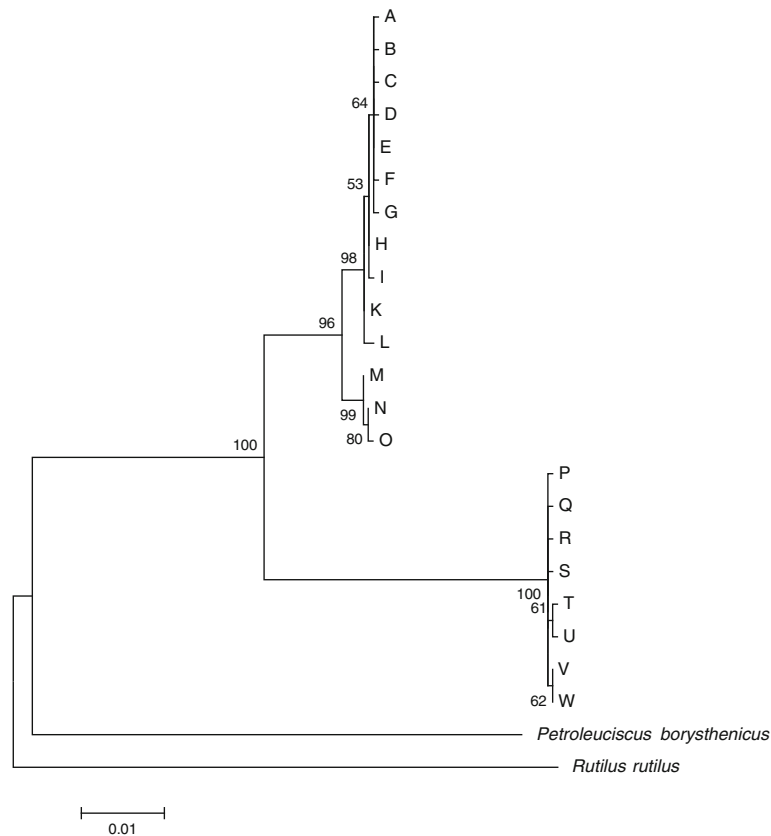 A
B
C
64
D
E
F
53
G
H
98
I
K
96
L
M
99
N
80
O
100
P
Q
R
S
100
61
T
U
V
62
W
Petroleuciscus borysthenicus
Rutilus rutilus
0.01